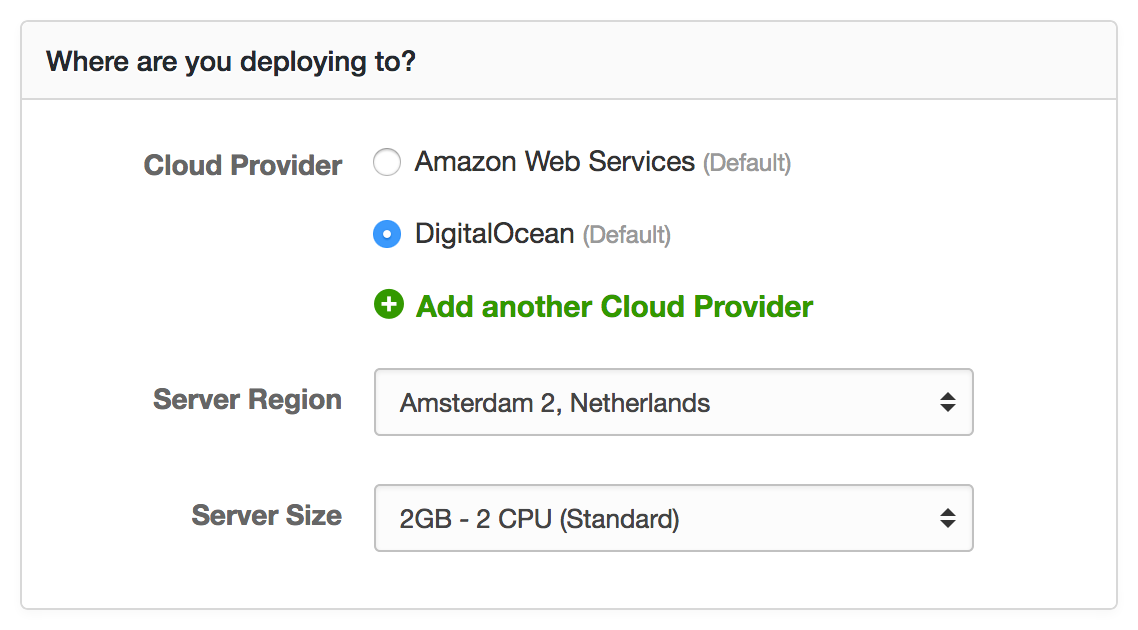 Where are you deploying to?
Cloud Provider
Amazon Web Services (Default)
DigitalOcean (Default)
Add another Cloud Provider
Server Region
Amsterdam 2, Netherlands
Server Size
2GB - 2 CPU (Standard)